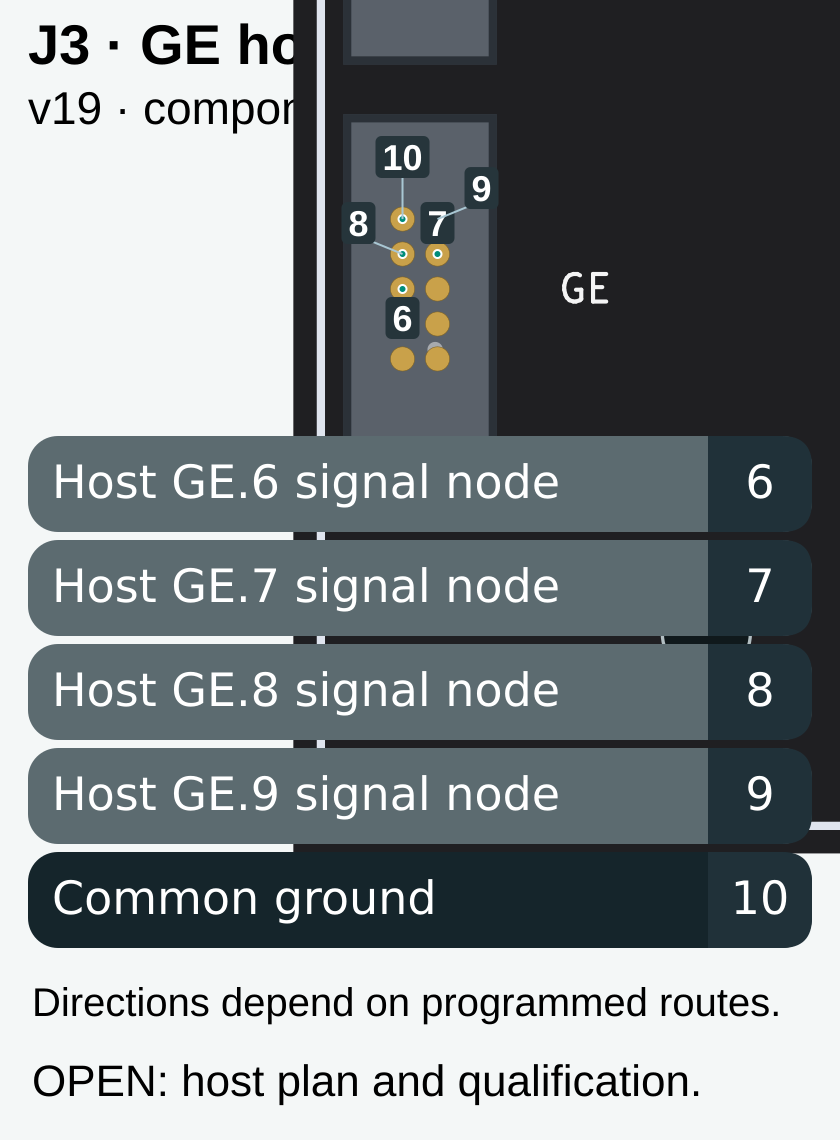 J3 · GE ho
v19 · compon
10
9
8
7
6
GE
Host GE.6 signal node 6
Host GE.7 signal node 7
Host GE.8 signal node 8
Host GE.9 signal node 9
Common ground 10
Directions depend on programmed routes.
OPEN: host plan and qualification.